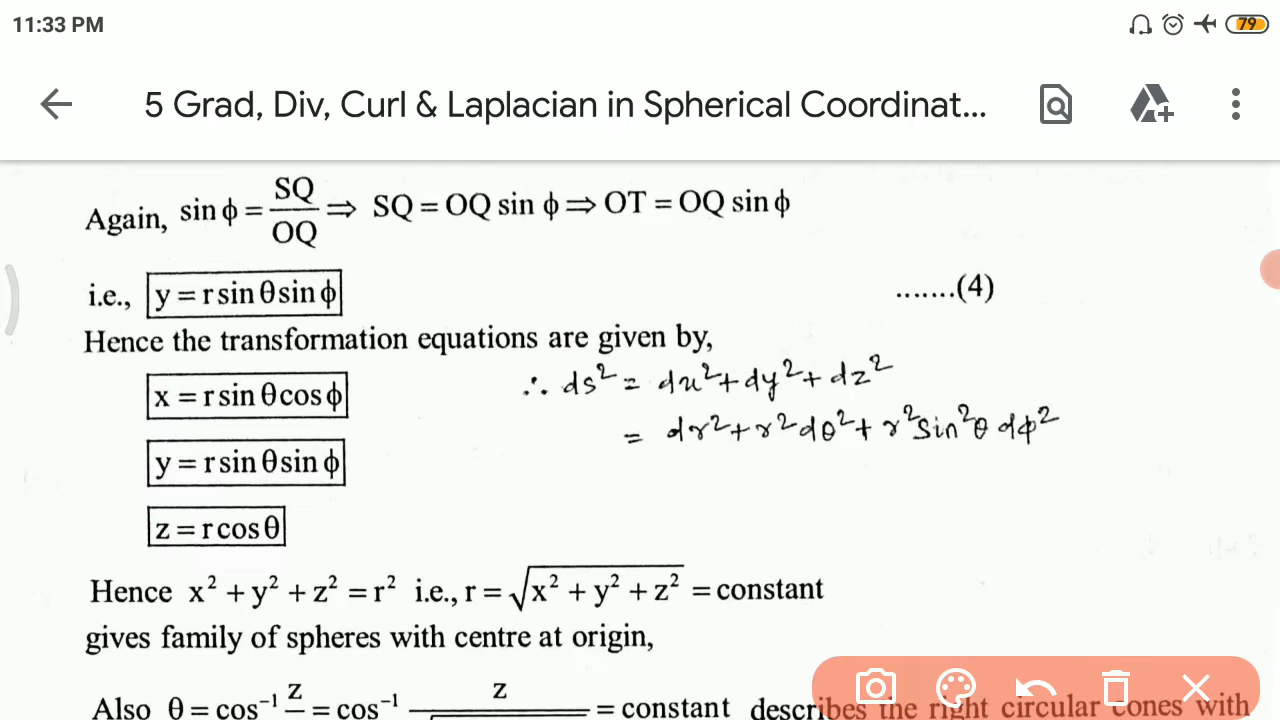 11:33 PM
79
5 Grad, Div, Curl & Laplacian in Spherical Coordinat...
Again, sin ϕ = SQ/OQ ⇒ SQ = OQ sin ϕ ⇒ OT = OQ sin ϕ
i.e., y = r sin θ sin ϕ .......(4)
Hence the transformation equations are given by,
x = r sin θ cos ϕ
y = r sin θ sin ϕ
z = r cos θ
∴ ds² = dx² + dy² + dz²
= dr² + r²dθ² + r²sin²θ dϕ²
Hence x² + y² + z² = r² i.e., r = √(x² + y² + z²) = constant
gives family of spheres with centre at origin,
Also θ = cos⁻¹ z = cos⁻¹ z = constant describes the right circular cones with